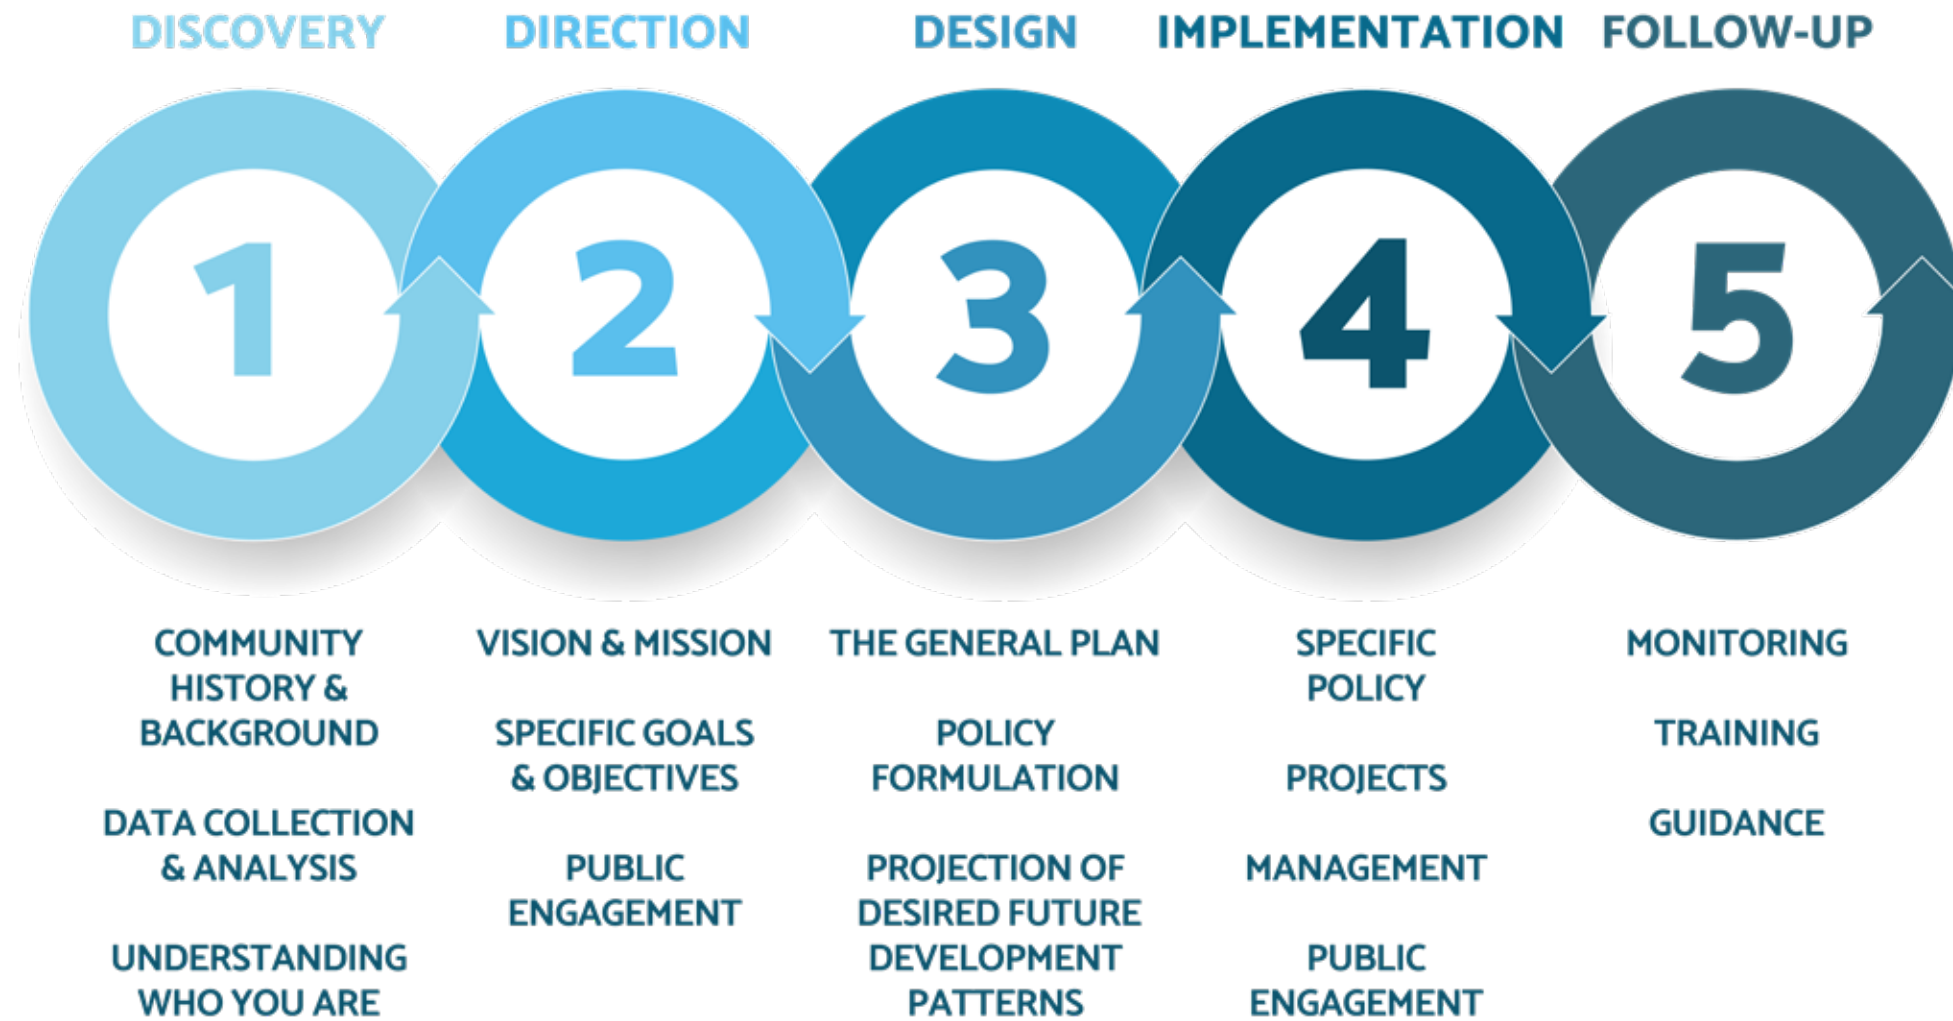 DISCOVERY
DIRECTION
DESIGN
IMPLEMENTATION
FOLLOW-UP
1
2
3
4
5
COMMUNITY
HISTORY &
BACKGROUND
DATA COLLECTION
& ANALYSIS
UNDERSTANDING
WHO YOU ARE
VISION & MISSION
SPECIFIC GOALS
& OBJECTIVES
PUBLIC
ENGAGEMENT
THE GENERAL PLAN
POLICY
FORMULATION
PROJECTION OF
DESIRED FUTURE
DEVELOPMENT
PATTERNS
SPECIFIC
POLICY
PROJECTS
MANAGEMENT
PUBLIC
ENGAGEMENT
MONITORING
TRAINING
GUIDANCE